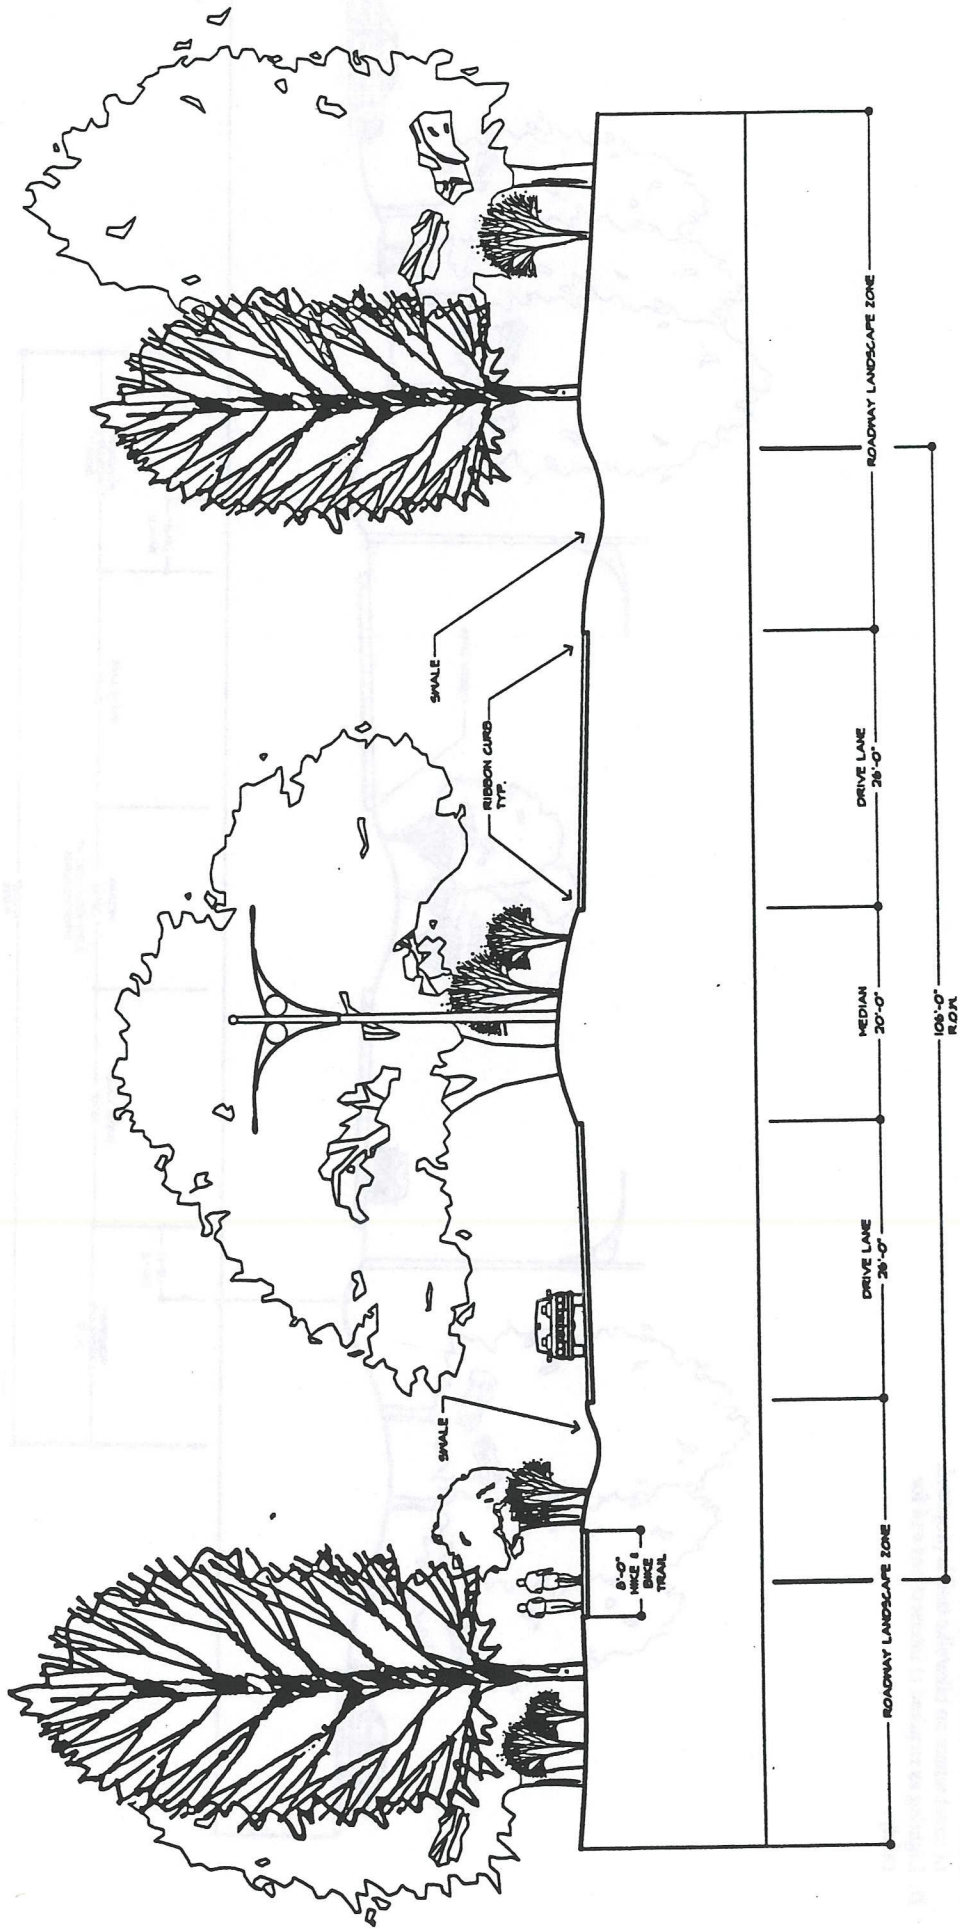 SWALE
RIBBON CURB
TYP.
SWALE
8'-0"
HIKE &
BIKE
TRAIL
ROADWAY LANDSCAPE ZONE
DRIVE LANE
26'-0"
MEDIAN
20'-0"
DRIVE LANE
26'-0"
ROADWAY LANDSCAPE ZONE
106'-0"
R.O.W.